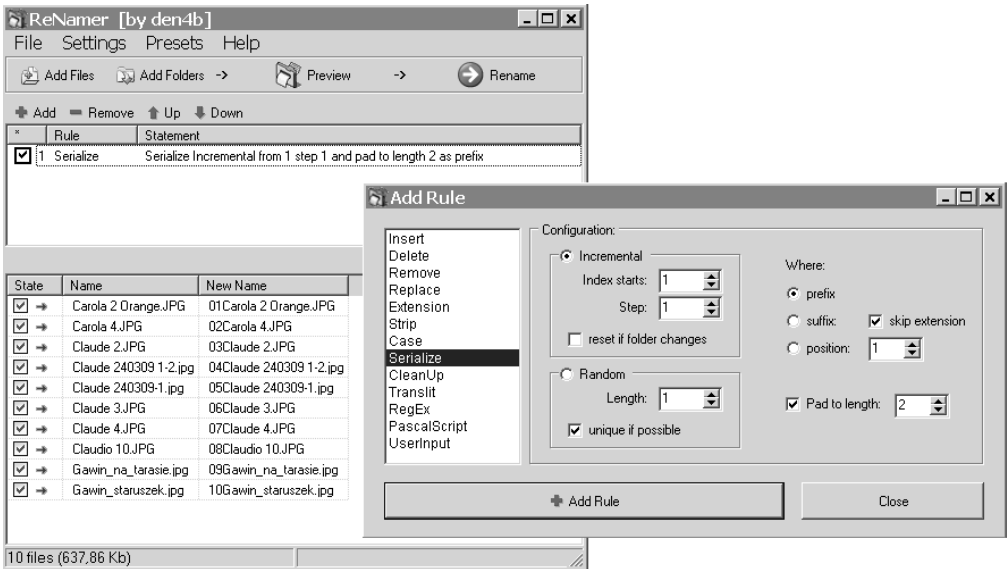 ReNamer [by den4b]
File Settings Presets Help
Add Files Add Folders -> Preview -> Rename
Add Remove Up Down
* Rule Statement
1 Serialize Serialize Incremental from 1 step 1 and pad to length 2 as prefix
State Name New Name
Carola 2 Orange.JPG 01Carola 2 Orange.JPG
Carola 4.JPG 02Carola 4.JPG
Claude 2.JPG 03Claude 2.JPG
Claude 240309 1-2.jpg 04Claude 240309 1-2.jpg
Claude 240309-1.jpg 05Claude 240309-1.jpg
Claude 3.JPG 06Claude 3.JPG
Claude 4.JPG 07Claude 4.JPG
Claudio 10.JPG 08Claudio 10.JPG
Gawin_na_tarasie.jpg 09Gawin_na_tarasie.jpg
Gawin_staruszek.jpg 10Gawin_staruszek.jpg
10 files (637,86 Kb)
Add Rule
Insert
Delete
Remove
Replace
Extension
Strip
Case
Serialize
CleanUp
Translit
RegEx
PascalScript
UserInput
Configuration:
Incremental
Index starts: 1
Step: 1
reset if folder changes
Random
Length: 1
unique if possible
Where:
prefix
suffix: skip extension
position: 1
Pad to length: 2
Add Rule
Close